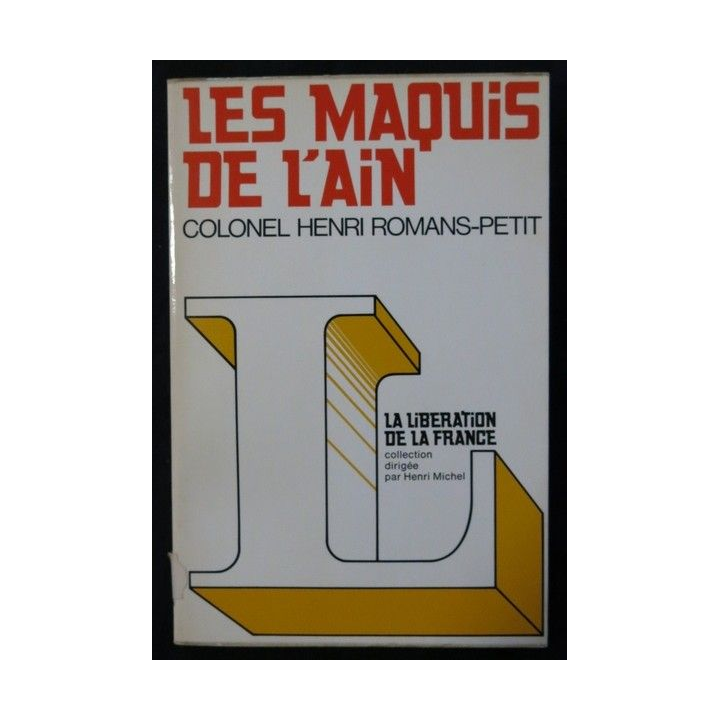 LES MAQUiS
DE L'AiN
COLONEL HENRI ROMANS-PETIT
LA LiBERATiON
DE LA FRANCE
collection
dirigée
par Henri Michel
L